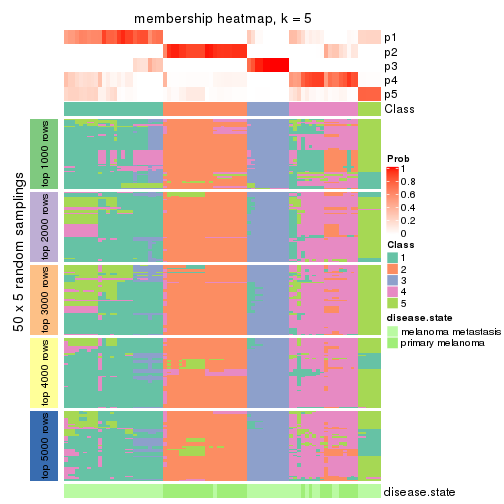 membership heatmap, k = 5
p1
p2
p3
p4
p5
Class
50 x 5 random samplings
top 1000 rows
top 2000 rows
top 3000 rows
top 4000 rows
top 5000 rows
disease.state
Prob
1
0.8
0.6
0.4
0.2
0
Class
1
2
3
4
5
disease.state
melanoma metastasis
primary melanoma